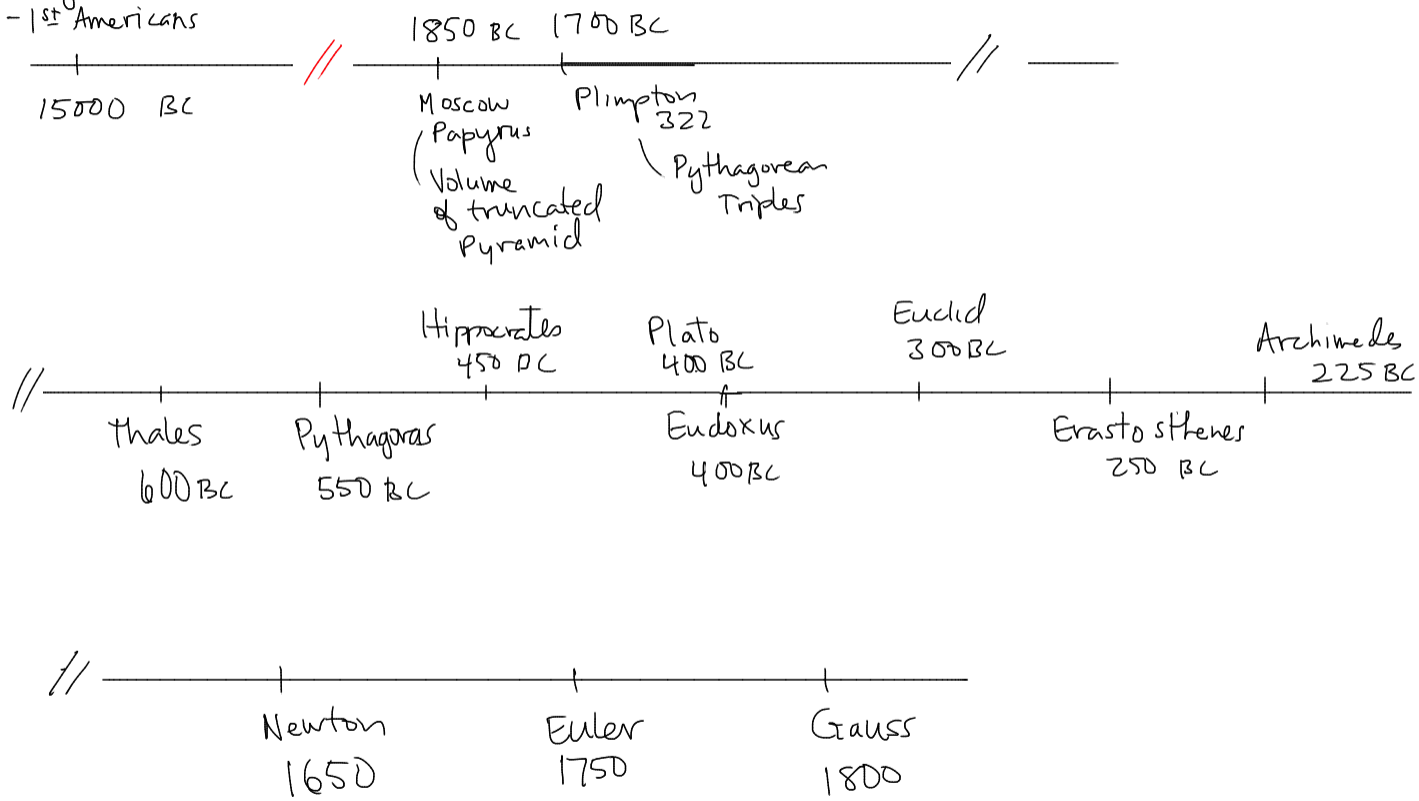 - 1st Americans
1850 BC
1700 BC
15000 BC
Moscow
Papyrus
Volume
of truncated
Pyramid
Plimpton
322
Pythagorean
Triples
Hippocrates
450 BC
Plato
400 BC
Euclid
300 BC
Archimedes
225 BC
Thales
600 BC
Pythagoras
550 BC
Eudoxus
400 BC
Erastosthenes
250 BC
Newton
1650
Euler
1750
Gauss
1800